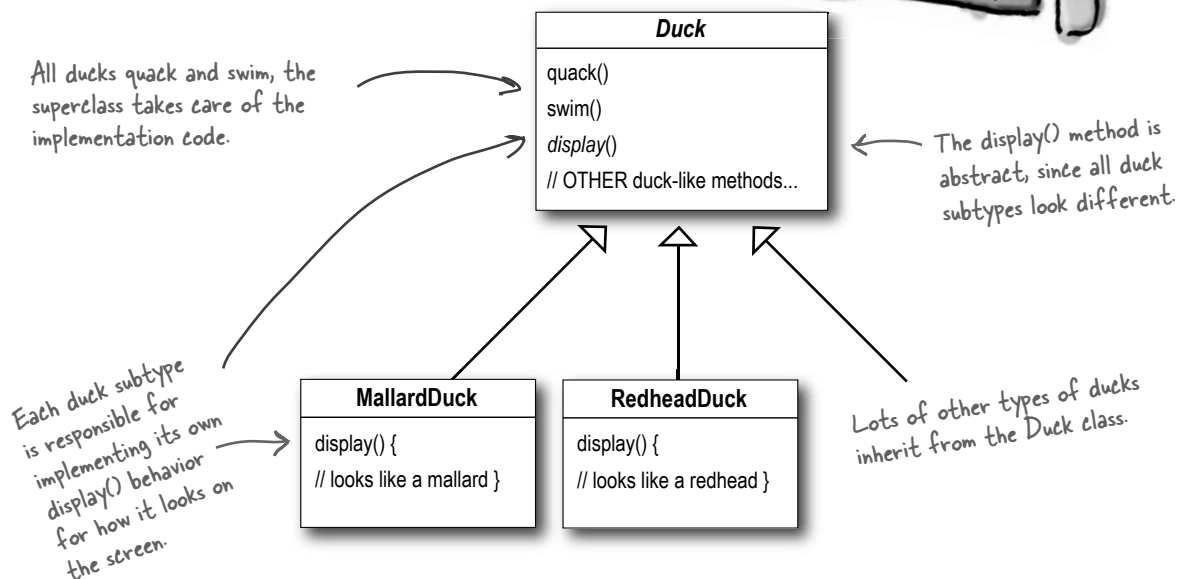 Duck
quack()
swim()
display()
// OTHER duck-like methods...
All ducks quack and swim, the
superclass takes care of the
implementation code.
The display() method is
abstract, since all duck
subtypes look different.
Each duck subtype
is responsible for
implementing its own
display() behavior
for how it looks on
the screen.
MallardDuck
display() {
// looks like a mallard }
RedheadDuck
display() {
// looks like a redhead }
Lots of other types of ducks
inherit from the Duck class.